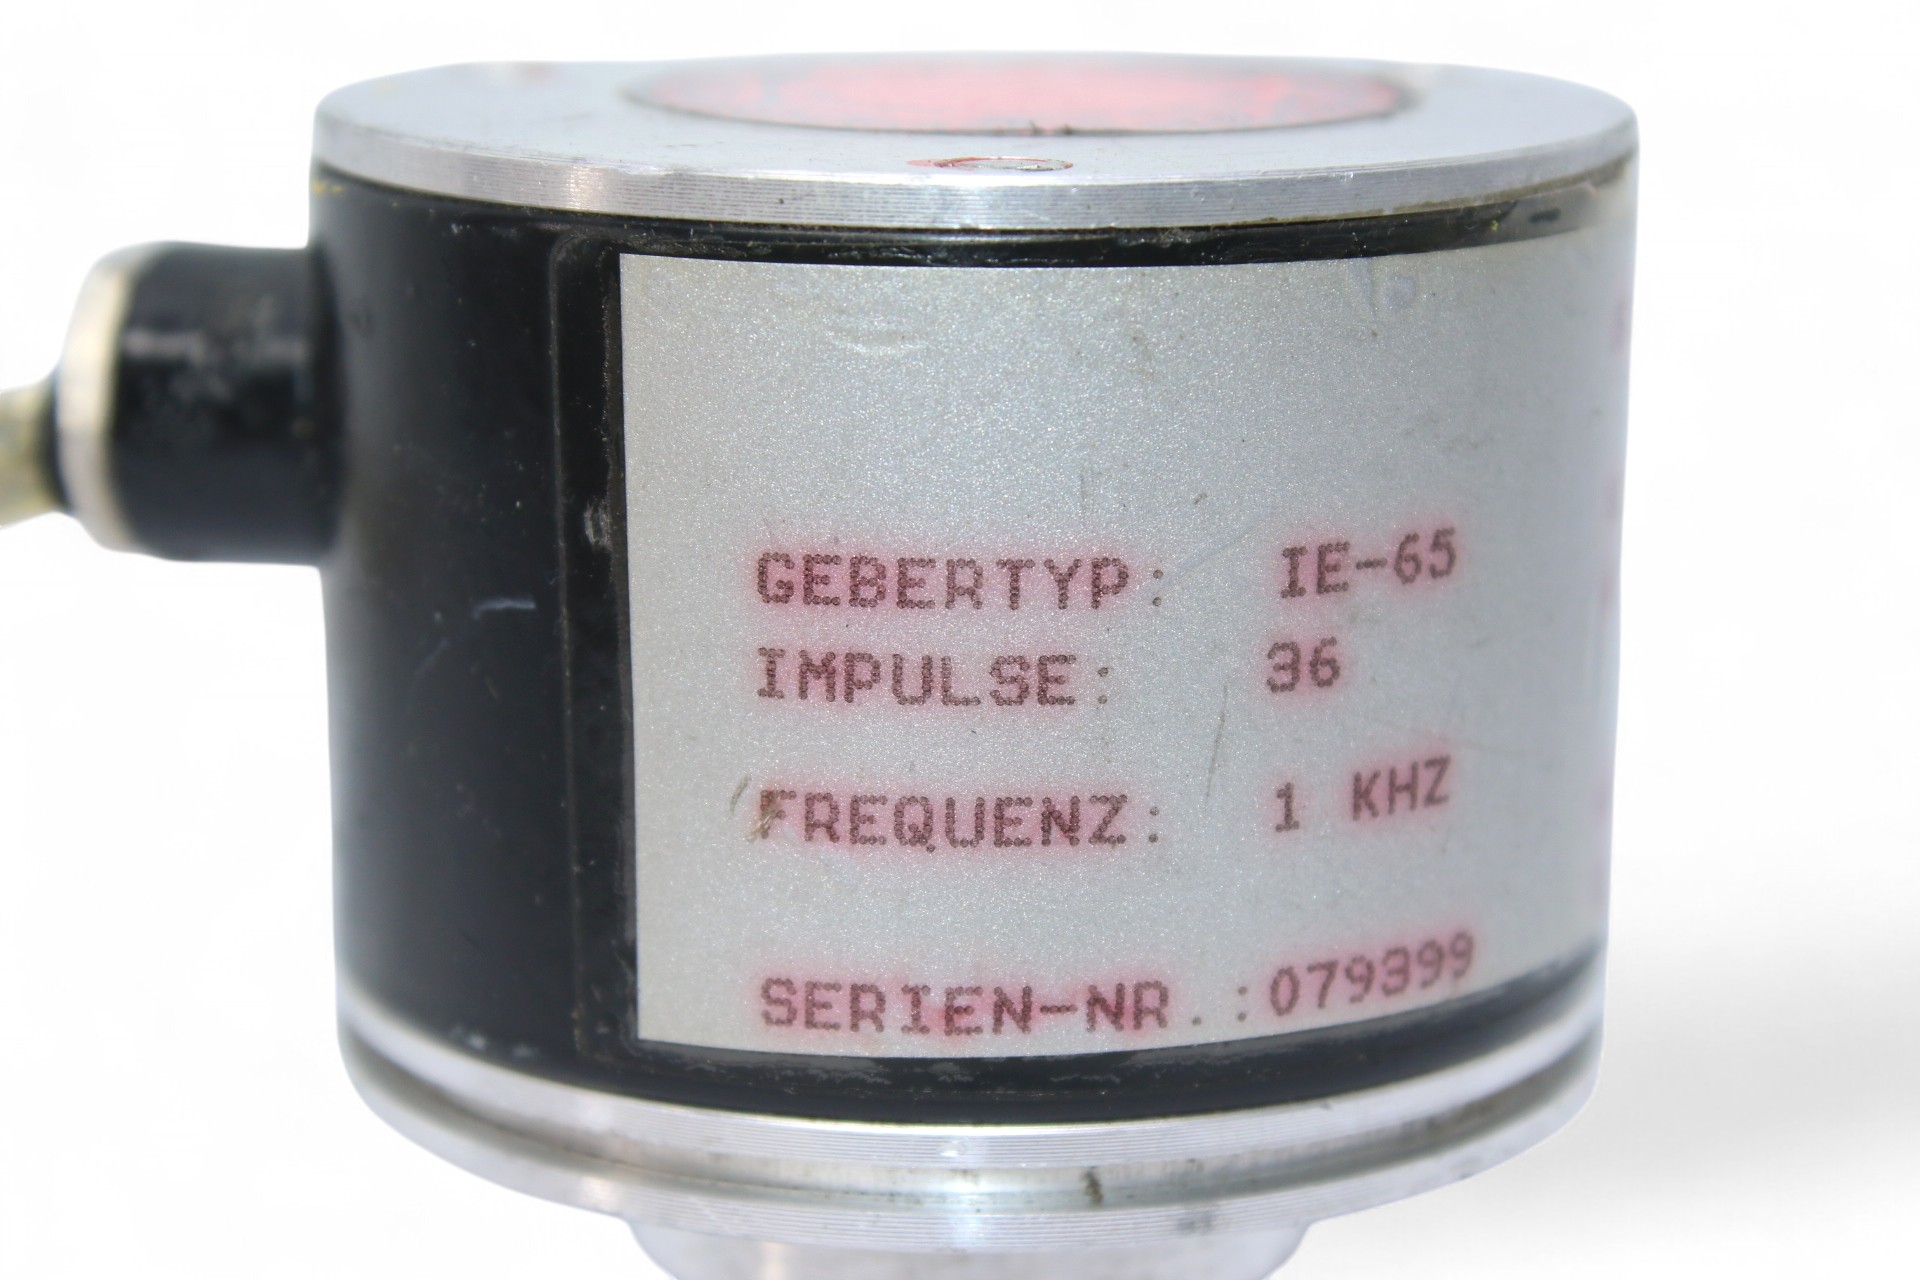 GEBERTYP: IE-65
IMPULSE: 36
FREQUENZ: 1 KHZ
SERIEN-NR.:079399